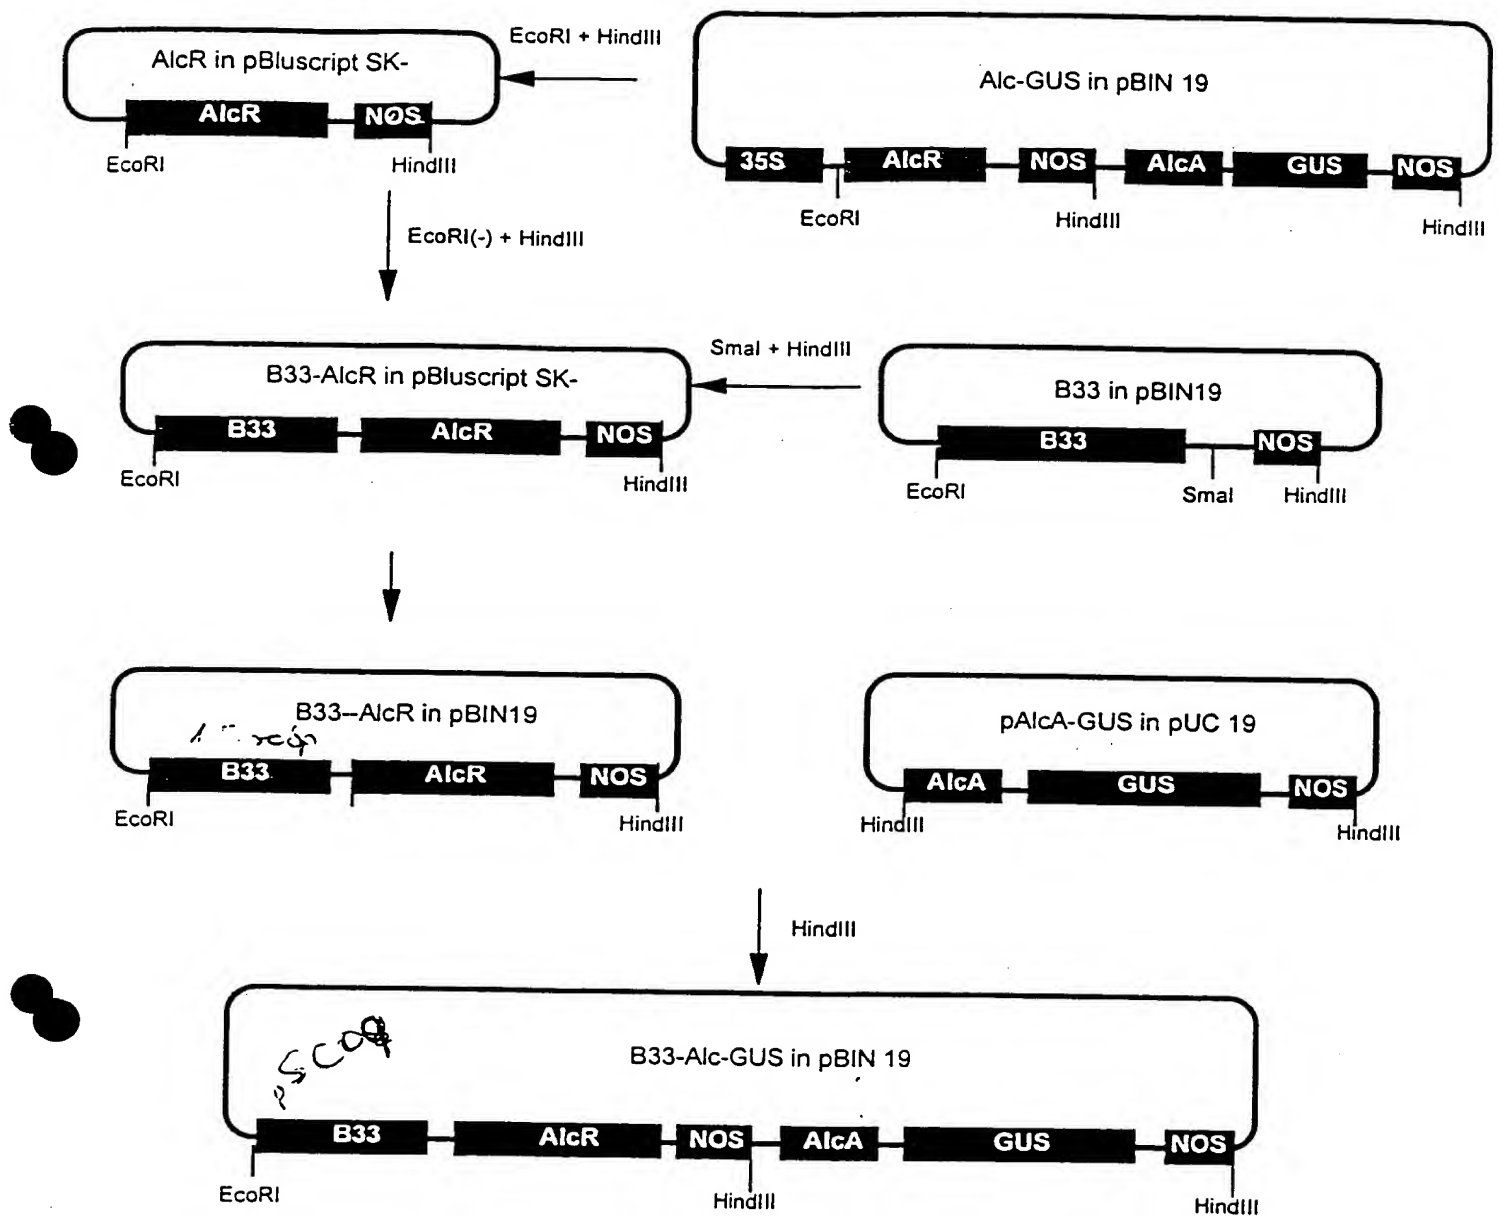 EcoRI + HindIII
AlcR in pBluscript SK-
AlcR NOS
EcoRI HindIII
Alc-GUS in pBIN 19
35S AlcR NOS AlcA GUS NOS
EcoRI HindIII HindIII
EcoRI(-) + HindIII
B33-AlcR in pBluscript SK-
B33 AlcR NOS
EcoRI HindIII
SmaI + HindIII
B33 in pBIN19
B33 NOS
EcoRI SmaI HindIII
B33--AlcR in pBIN19
B33 AlcR NOS
EcoRI HindIII
pAlcA-GUS in pUC 19
AlcA GUS NOS
HindIII HindIII
HindIII
B33-Alc-GUS in pBIN 19
B33 AlcR NOS AlcA GUS NOS
EcoRI HindIII HindIII